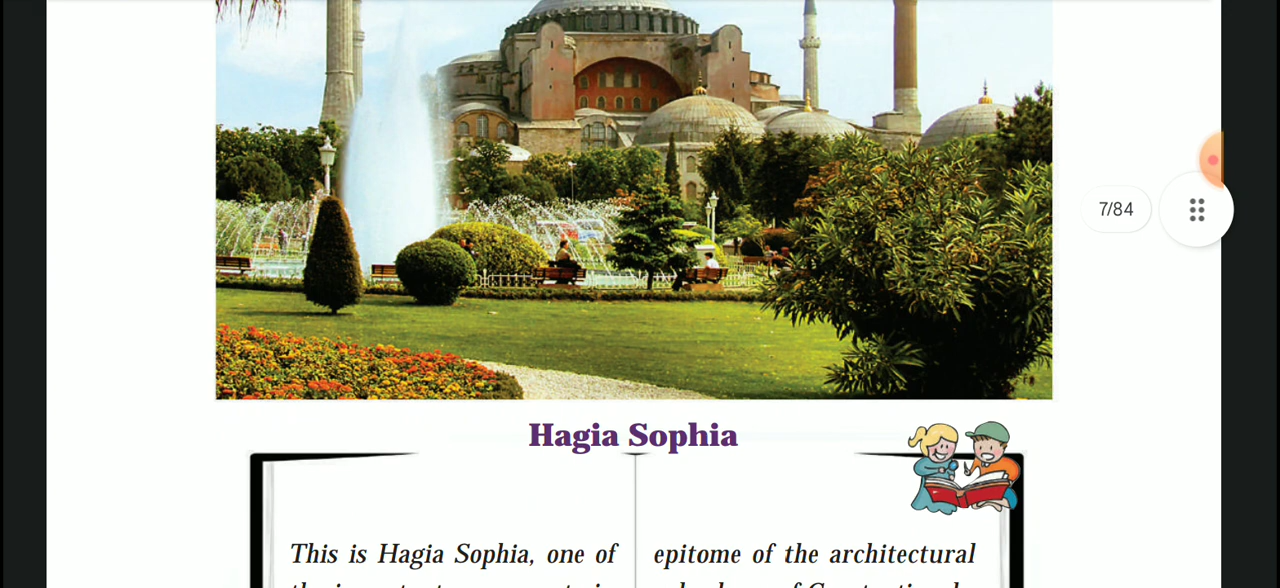 7/84
Hagia Sophia
This is Hagia Sophia, one of
epitome of the architectural